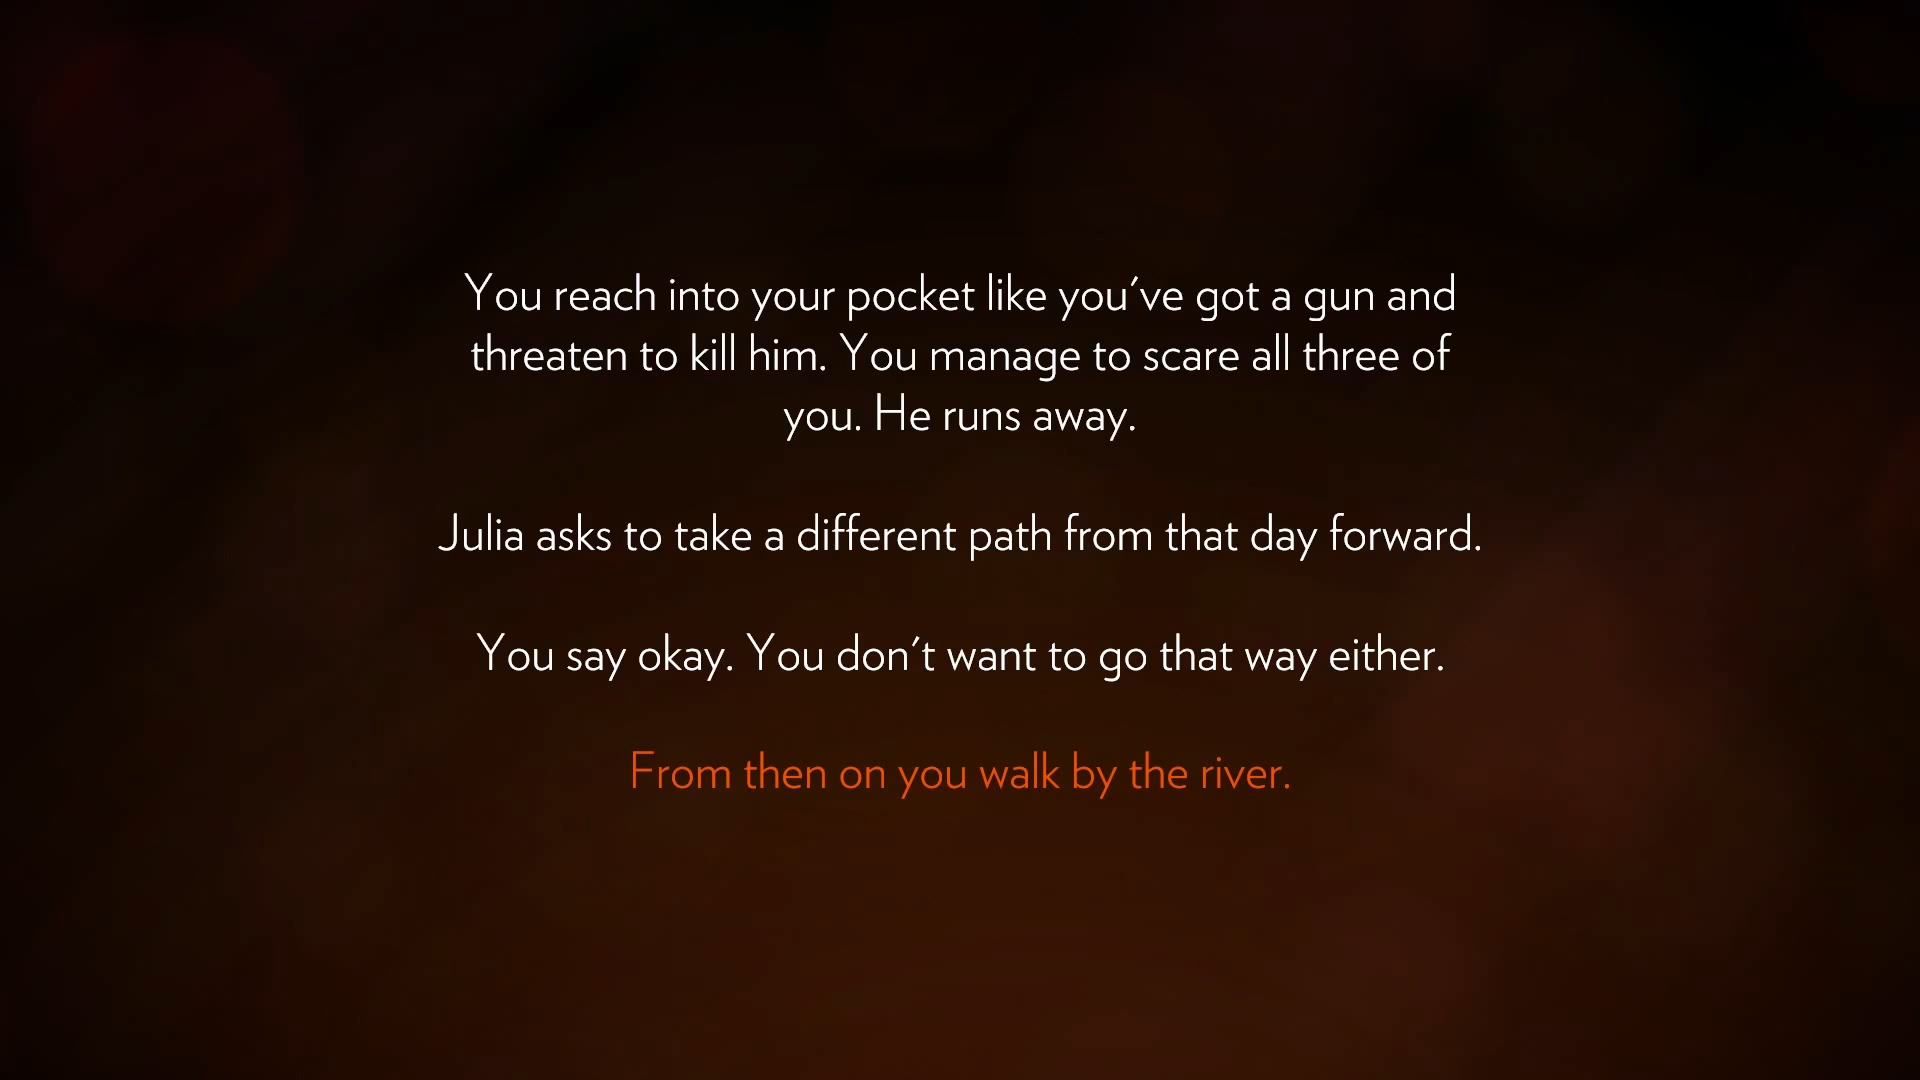 You reach into your pocket like you've got a gun and
threaten to kill him. You manage to scare all three of
you. He runs away.
Julia asks to take a different path from that day forward.
You say okay. You don't want to go that way either.
From then on you walk by the river.